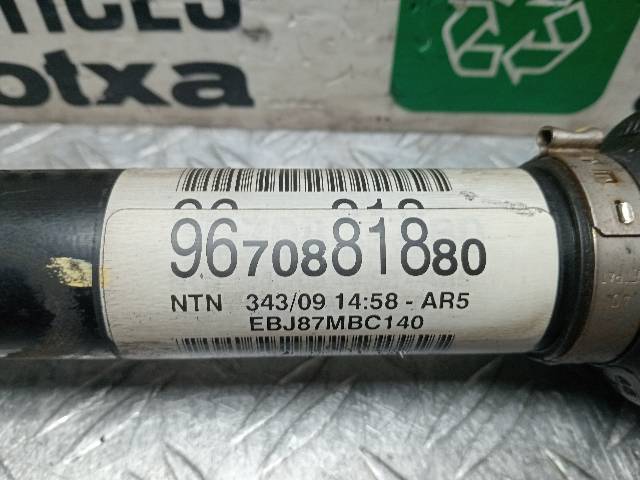 otxa
9670881880
NTN 343/09 14:58 - AR5
EBJ87MBC140